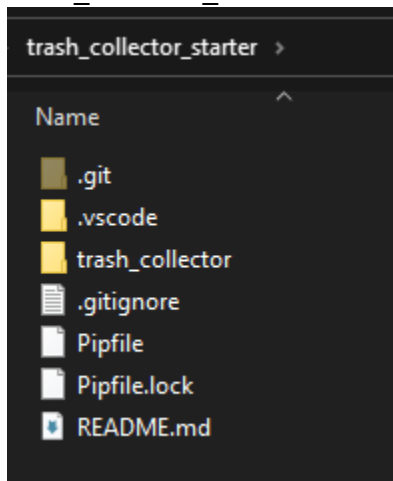 trash_collector_starter >
Name
.git
.vscode
trash_collector
.gitignore
Pipfile
Pipfile.lock
README.md